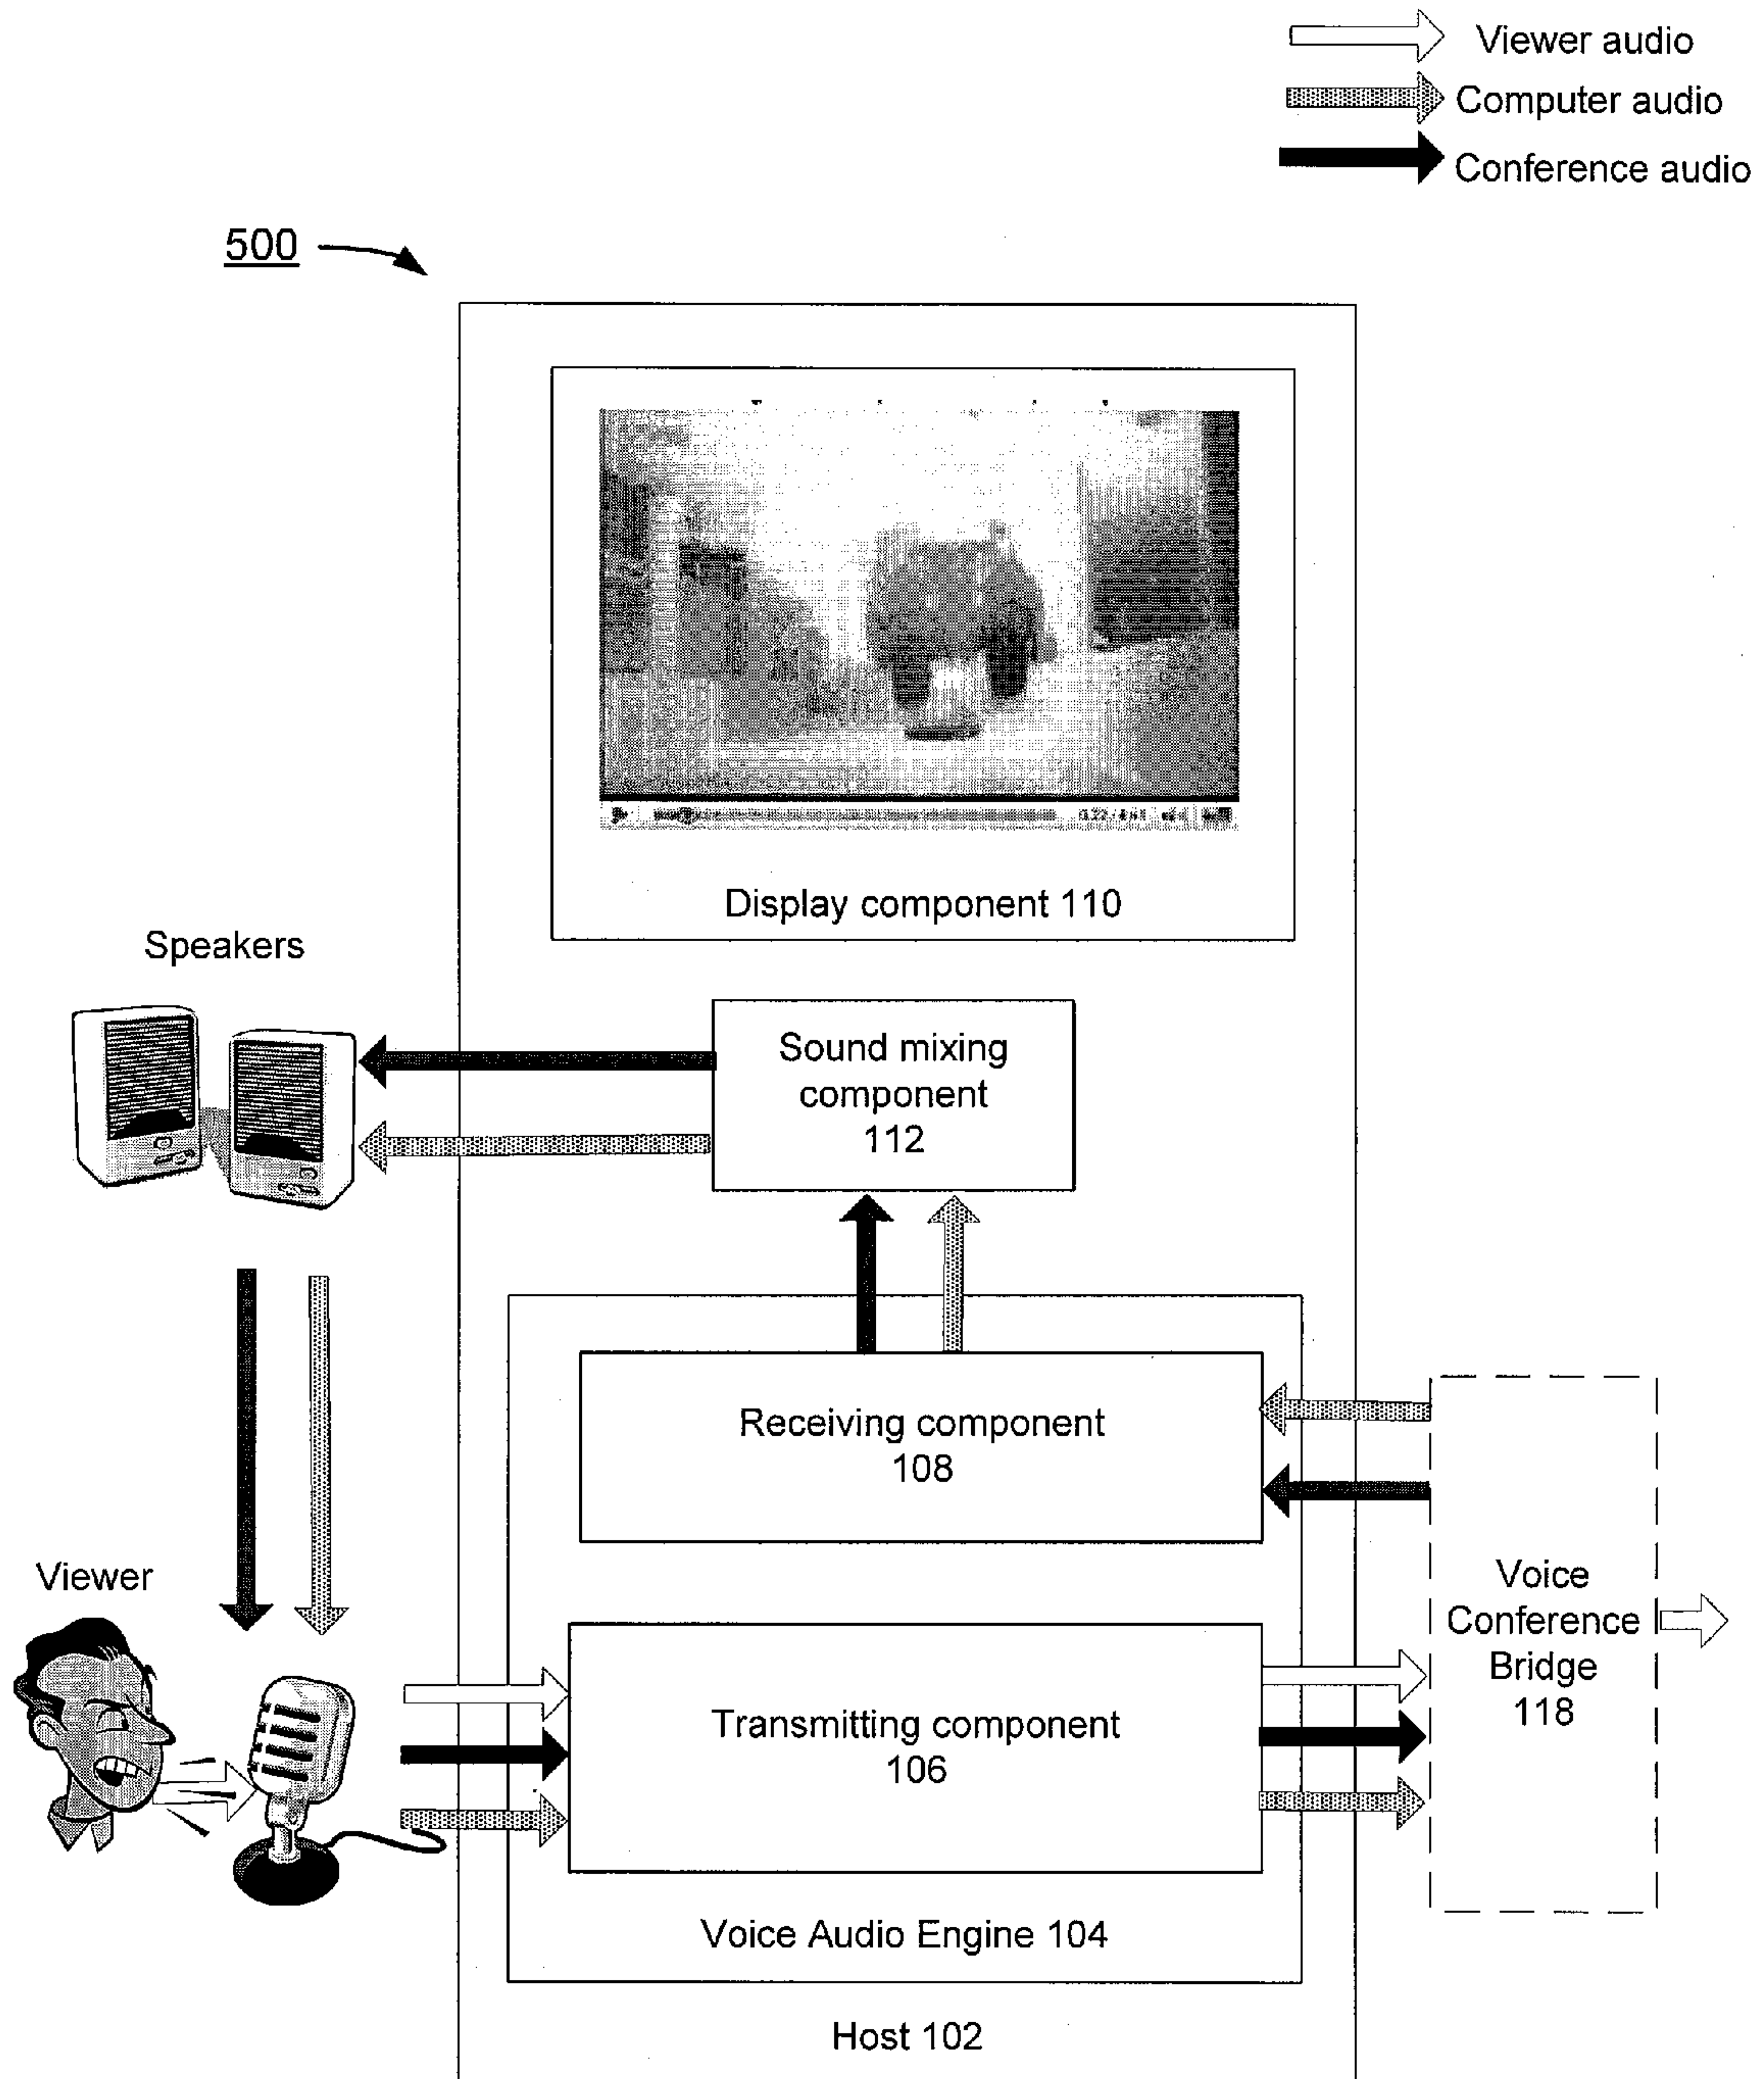 Viewer audio
Computer audio
Conference audio
500
Display component 110
Speakers
Sound mixing
component
112
Receiving component
108
Viewer
Voice
Conference
Bridge
118
Transmitting component
106
Voice Audio Engine 104
Host 102